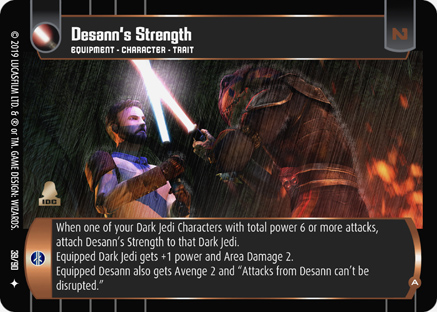 Desann's Strength
EQUIPMENT • CHARACTER • TRAIT
N
© 2019 LUCASFILM LTD. & ® or TM. GAME DESIGN: WIZARDS.
IDC
When one of your Dark Jedi Characters with total power 6 or more attacks,
attach Desann's Strength to that Dark Jedi.
Equipped Dark Jedi gets +1 power and Area Damage 2.
Equipped Desann also gets Avenge 2 and "Attacks from Desann can't be
disrupted."
A